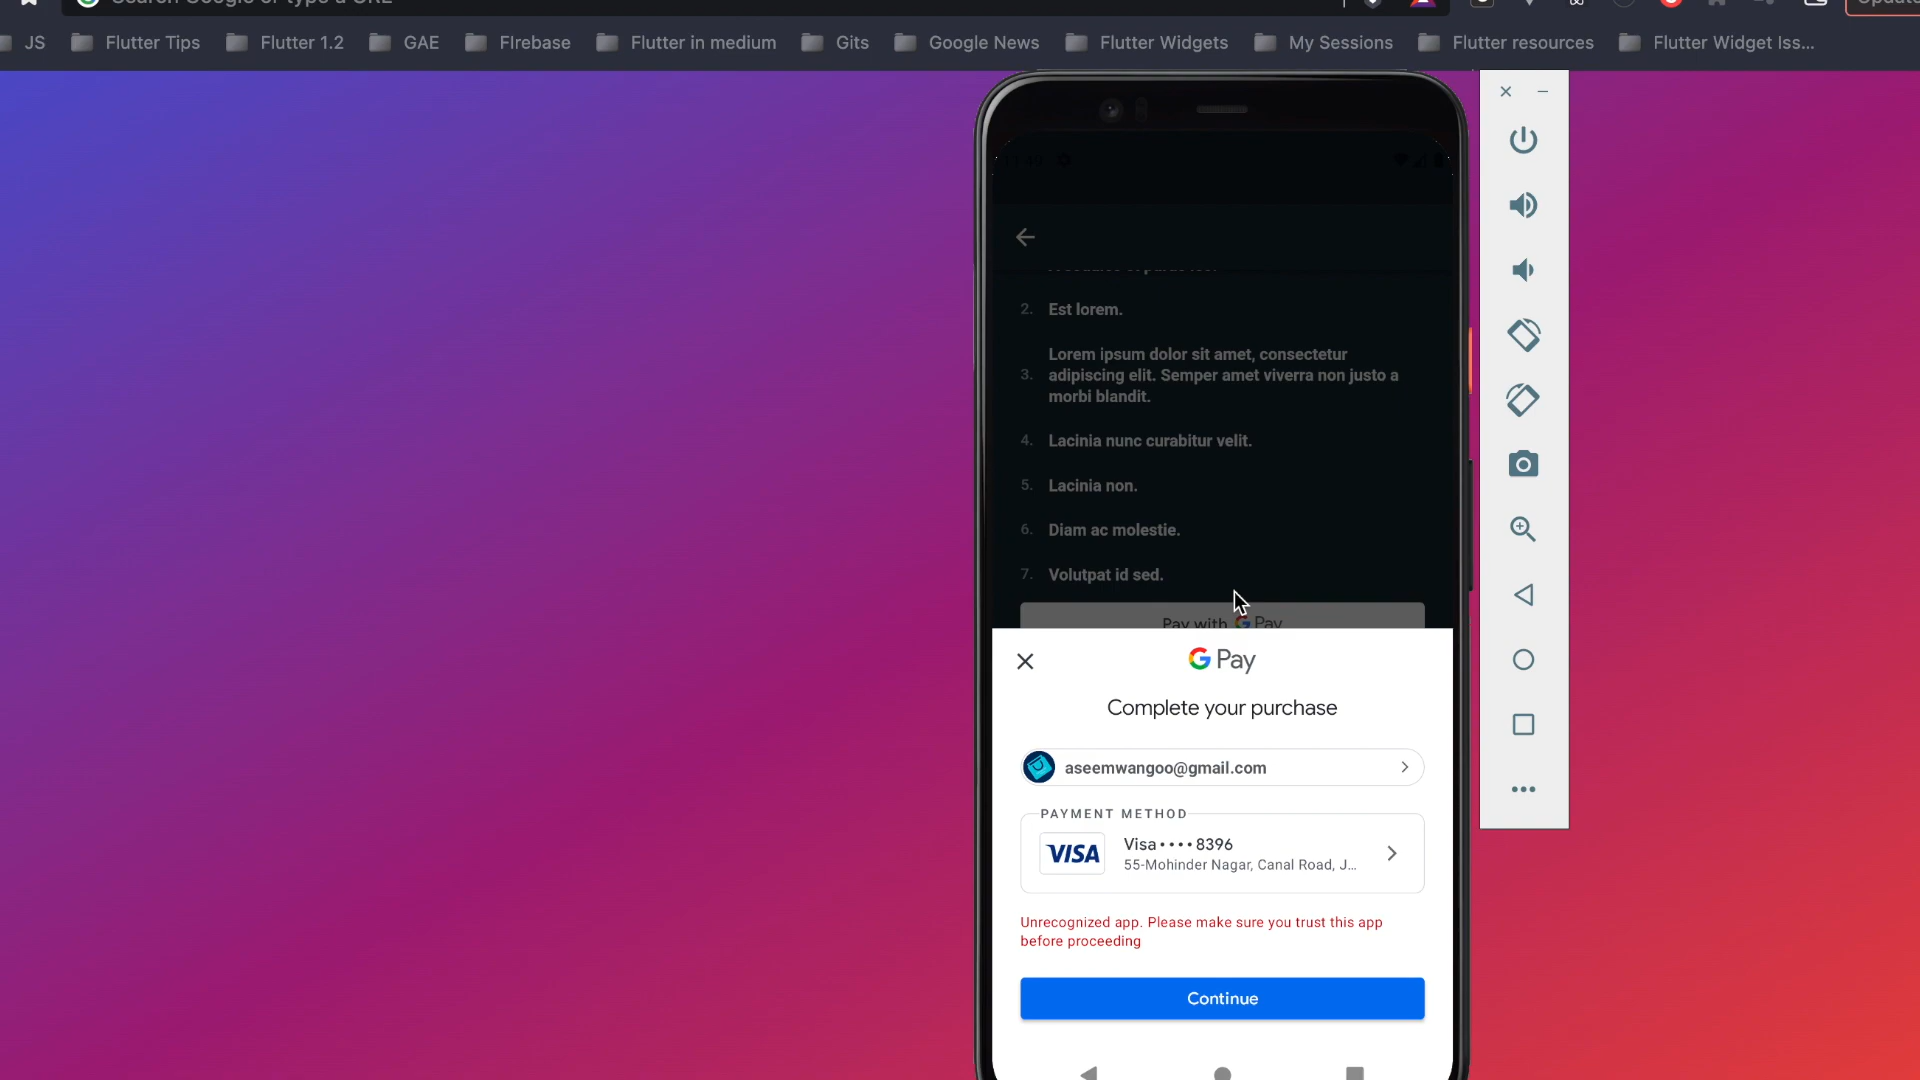 JS
Flutter Tips
Flutter 1.2
GAE
FIrebase
Flutter in medium
Gits
Google News
Flutter Widgets
My Sessions
Flutter resources
Flutter Widget Iss...
2. Est lorem.
Lorem ipsum dolor sit amet, consectetur
3. adipiscing elit. Semper amet viverra non justo a
morbi blandit.
4. Lacinia nunc curabitur velit.
5. Lacinia non.
6. Diam ac molestie.
7. Volutpat id sed.
Pay with G Pay
G Pay
Complete your purchase
aseemwangoo@gmail.com
PAYMENT METHOD
VISA
Visa •••• 8396
55-Mohinder Nagar, Canal Road, J...
Unrecognized app. Please make sure you trust this app
before proceeding
Continue